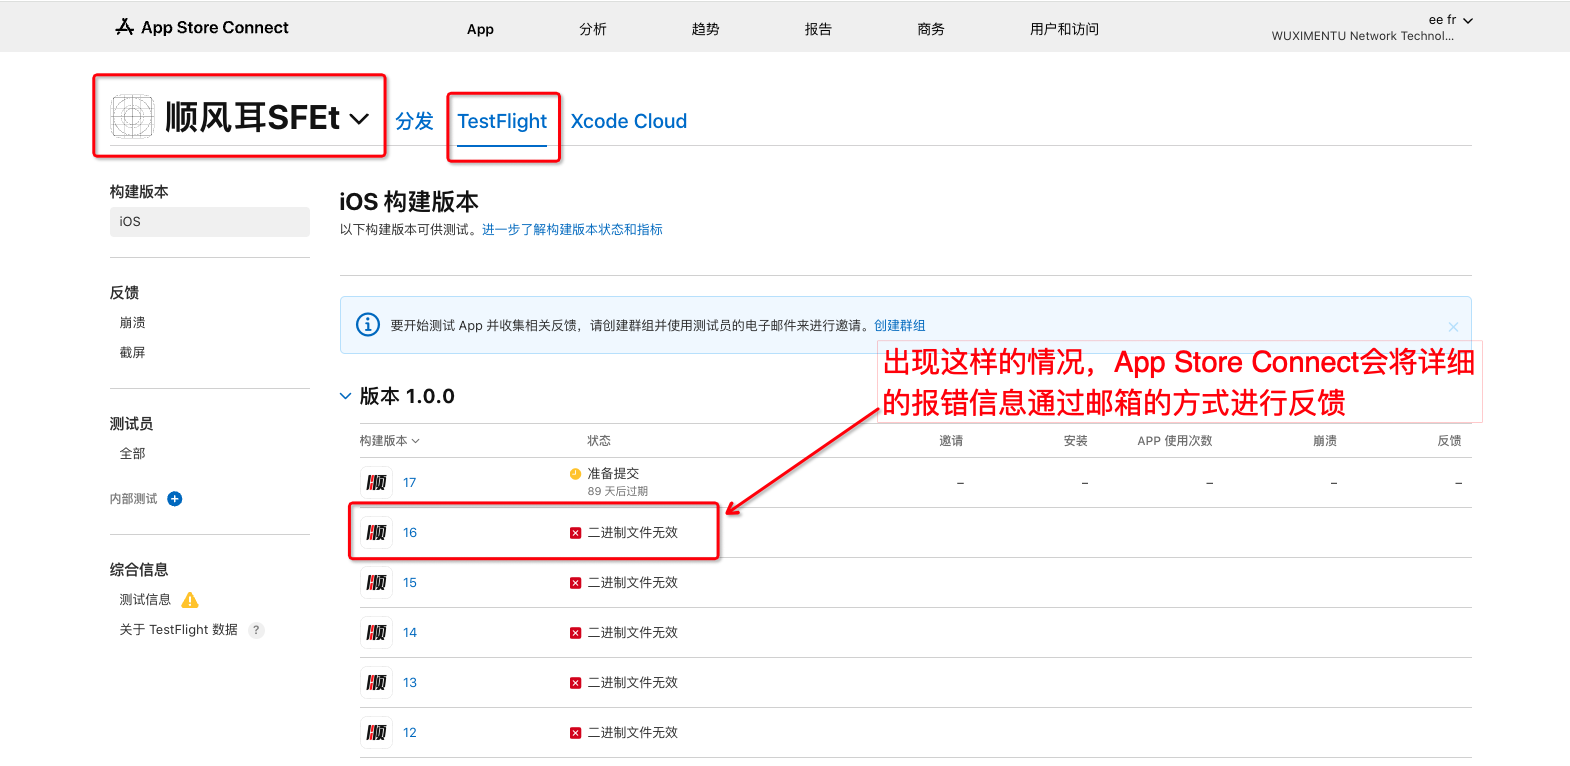 App Store Connect
App
分析
趋势
报告
商务
用户和访问
ee fr
WUXIMENTU Network Technol...
顺风耳SFEt
分发
TestFlight
Xcode Cloud
构建版本
iOS
反馈
崩溃
截屏
测试员
全部
内部测试
综合信息
测试信息
关于 TestFlight 数据 ?
iOS 构建版本
以下构建版本可供测试。进一步了解构建版本状态和指标
要开始测试 App 并收集相关反馈，请创建群组并使用测试员的电子邮件来进行邀请。创建群组
出现这样的情况，App Store Connect会将详细
的报错信息通过邮箱的方式进行反馈
版本 1.0.0
构建版本 状态 邀请 安装 APP 使用次数 崩溃 反馈
顺 17 准备提交 – – – – –
89 天后过期
顺 16 二进制文件无效
顺 15 二进制文件无效
顺 14 二进制文件无效
顺 13 二进制文件无效
顺 12 二进制文件无效